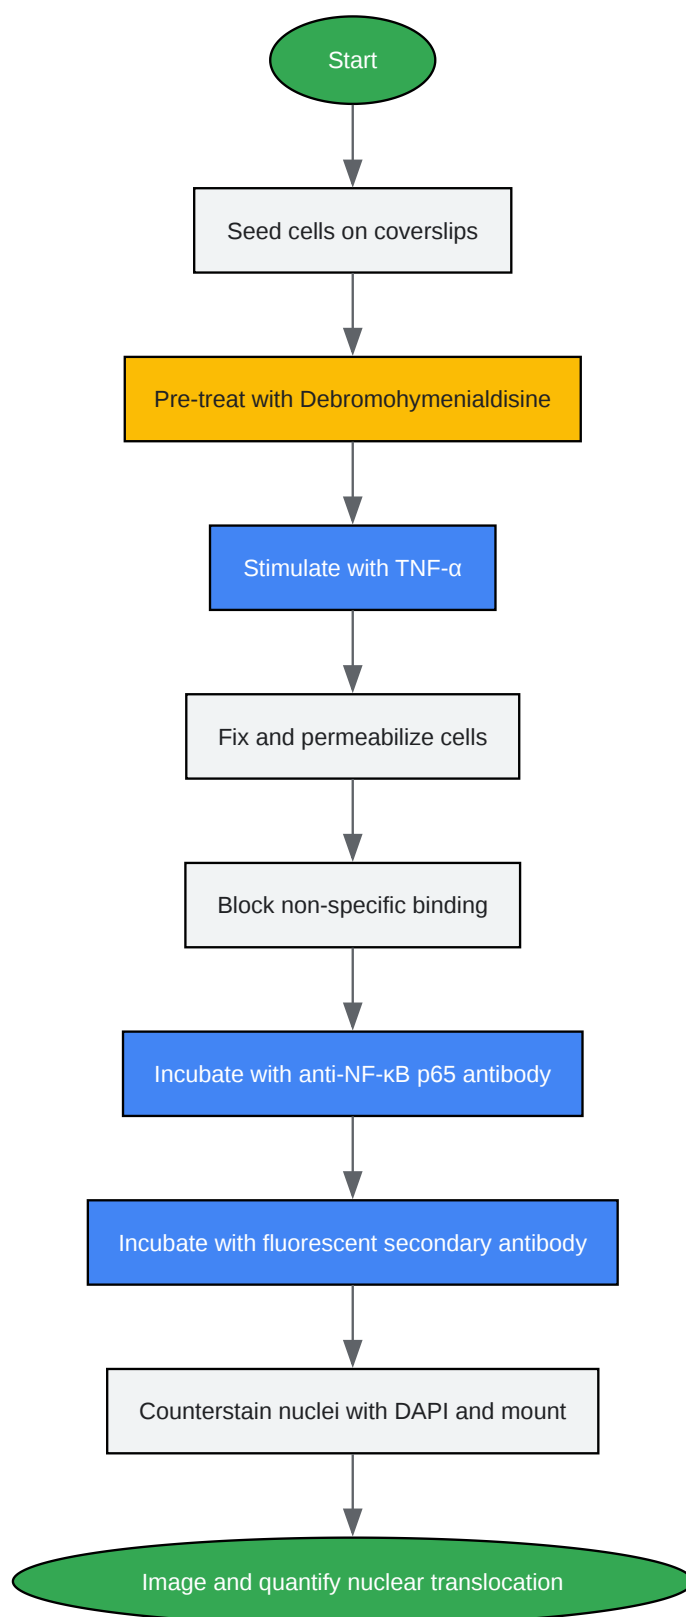 Start
Seed cells on coverslips
Pre-treat with Debromohymenialdisine
Stimulate with TNF-α
Fix and permeabilize cells
Block non-specific binding
Incubate with anti-NF-κB p65 antibody
Incubate with fluorescent secondary antibody
Counterstain nuclei with DAPI and mount
Image and quantify nuclear translocation